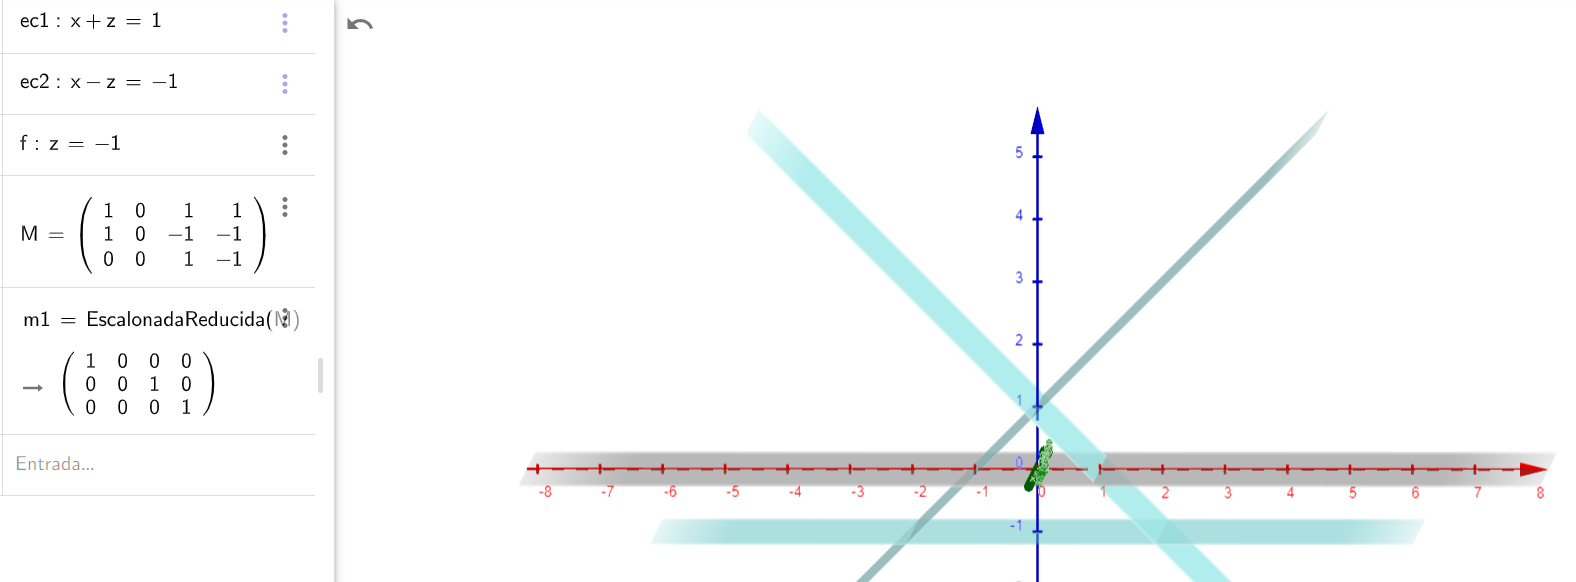 ec1 : x + z = 1
ec2 : x − z = −1
f : z = −1
M = ( 1 0 1 1
1 0 −1 −1
0 0 1 −1 )
m1 = EscalonadaReducida(M)
→ ( 1 0 0 0
0 0 1 0
0 0 0 1 )
Entrada...
5
4
3
2
1
0
-8 -7 -6 -5 -4 -3 -2 -1 0 1 2 3 4 5 6 7 8
-1